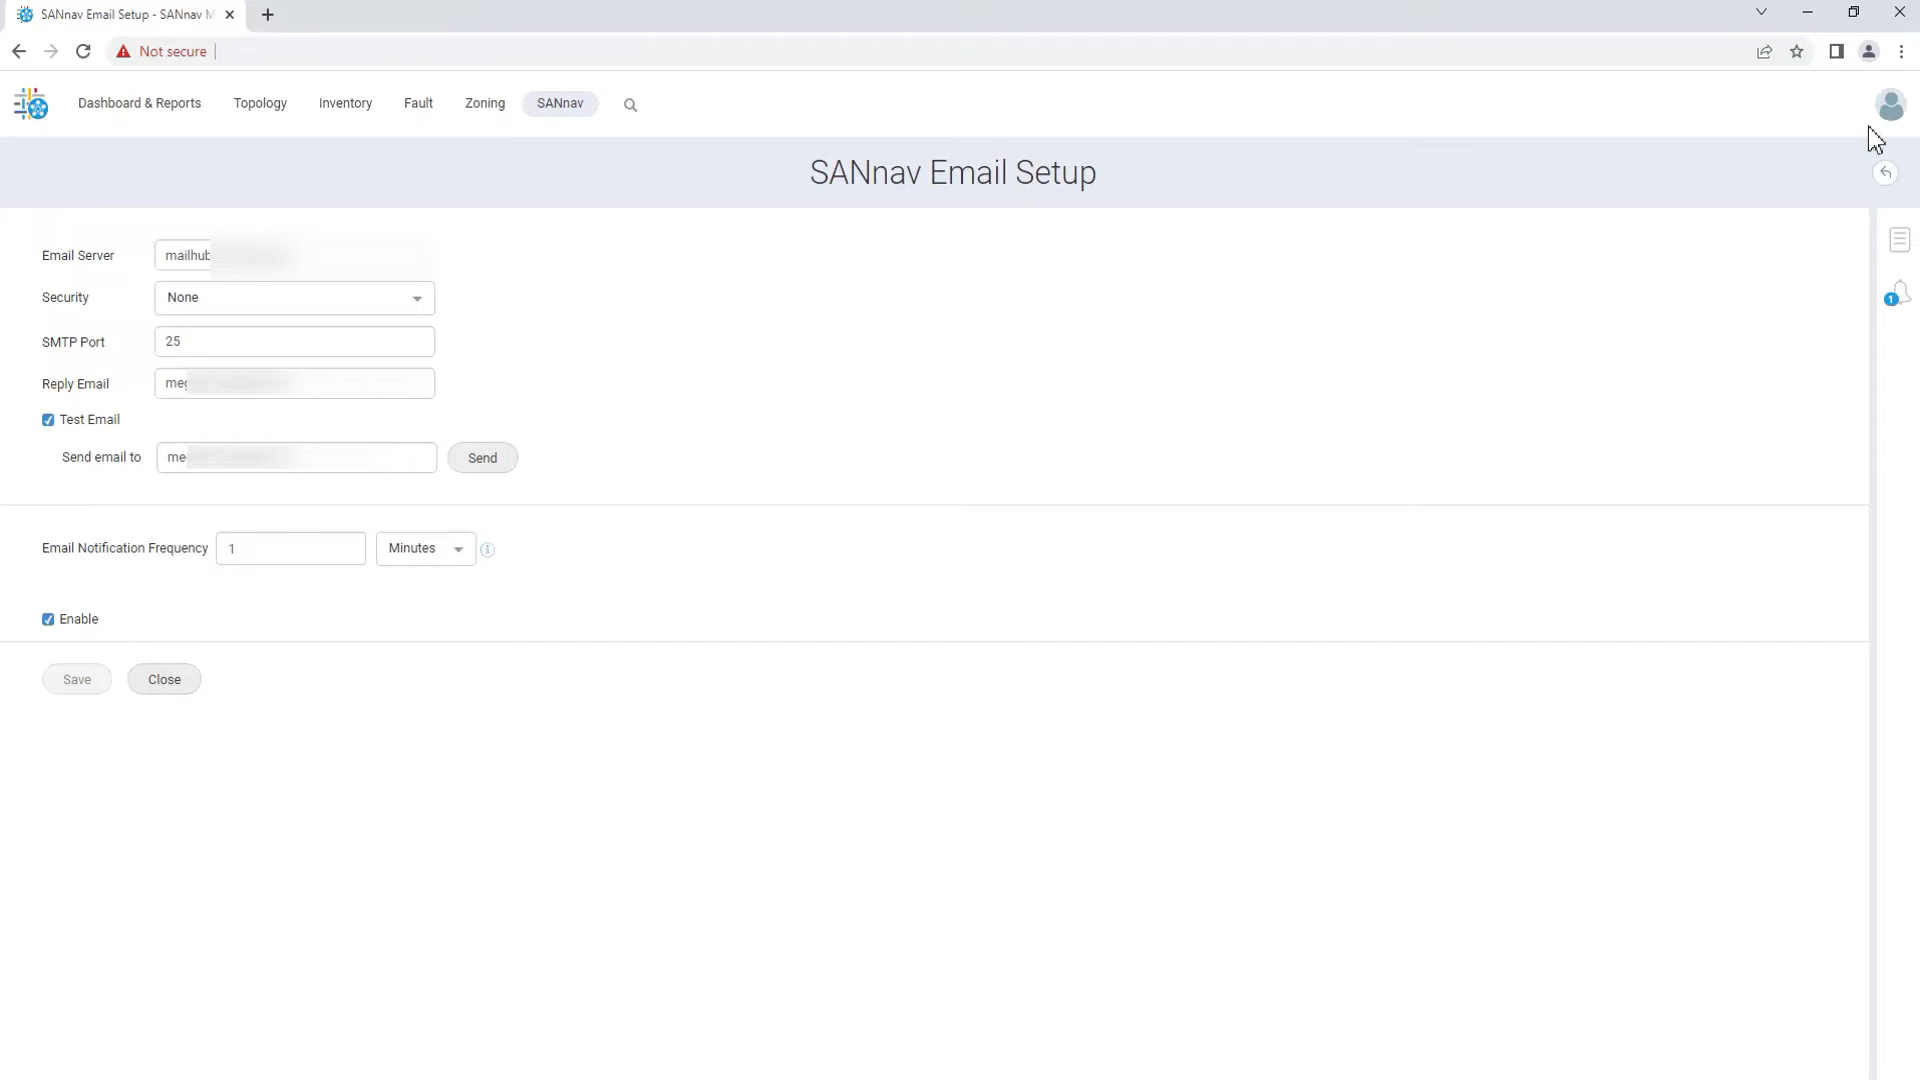 SANnav Email Setup - SANnav M
Not secure
Dashboard & Reports Topology Inventory Fault Zoning SANnav
SANnav Email Setup
Email Server mailhub
Security None
SMTP Port 25
Reply Email
Test Email
Send email to me Send
1
Email Notification Frequency 1 Minutes
Enable
Save Close